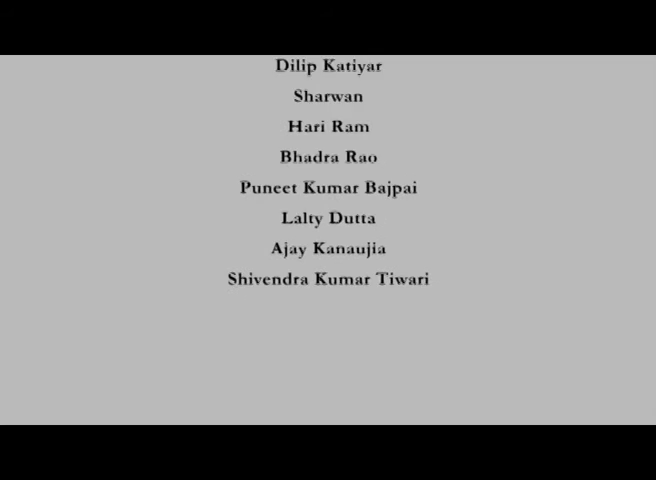 Dilip Katiyar
Sharwan
Hari Ram
Bhadra Rao
Puneet Kumar Bajpai
Lalty Dutta
Ajay Kanaujia
Shivendra Kumar Tiwari